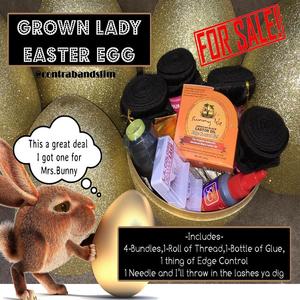 GROWN LADY
EASTER EGG
@contrabandslim
FOR SALE!
This a great deal
I got one for
Mrs.Bunny
Sunny Isle
-Includes-
4-Bundles,1-Roll of Thread,1-Bottle of Glue,
1 thing of Edge Control
1 Needle and I'll throw in the lashes ya dig